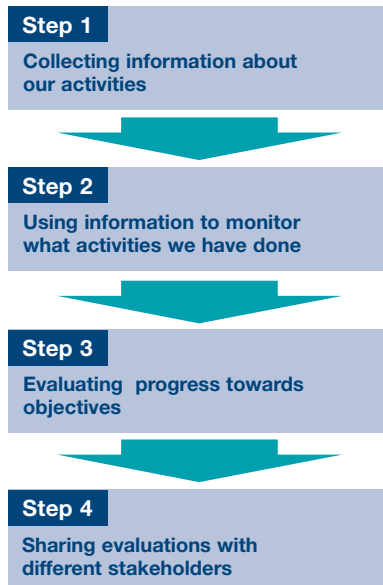 Step 1
Collecting information about
our activities
Step 2
Using information to monitor
what activities we have done
Step 3
Evaluating progress towards
objectives
Step 4
Sharing evaluations with
different stakeholders